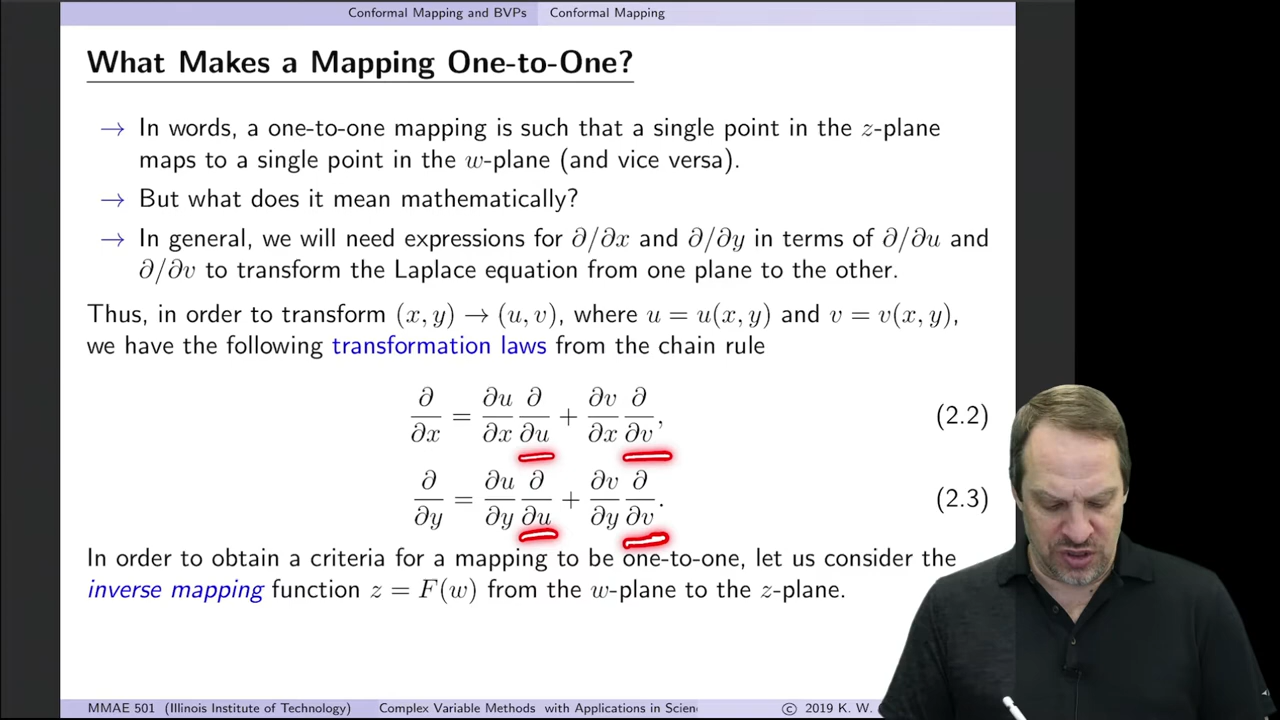 Conformal Mapping and BVPs Conformal Mapping
What Makes a Mapping One-to-One?
→ In words, a one-to-one mapping is such that a single point in the z-plane
maps to a single point in the w-plane (and vice versa).
→ But what does it mean mathematically?
→ In general, we will need expressions for ∂/∂x and ∂/∂y in terms of ∂/∂u and
∂/∂v to transform the Laplace equation from one plane to the other.
Thus, in order to transform (x, y) → (u, v), where u = u(x, y) and v = v(x, y),
we have the following transformation laws from the chain rule
∂/∂x = ∂u/∂x ∂/∂u + ∂v/∂x ∂/∂v, (2.2)
∂/∂y = ∂u/∂y ∂/∂u + ∂v/∂y ∂/∂v. (2.3)
In order to obtain a criteria for a mapping to be one-to-one, let us consider the
inverse mapping function z = F(w) from the w-plane to the z-plane.
MMAE 501 (Illinois Institute of Technology) Complex Variable Methods with Applications in Scien © 2019 K. W.